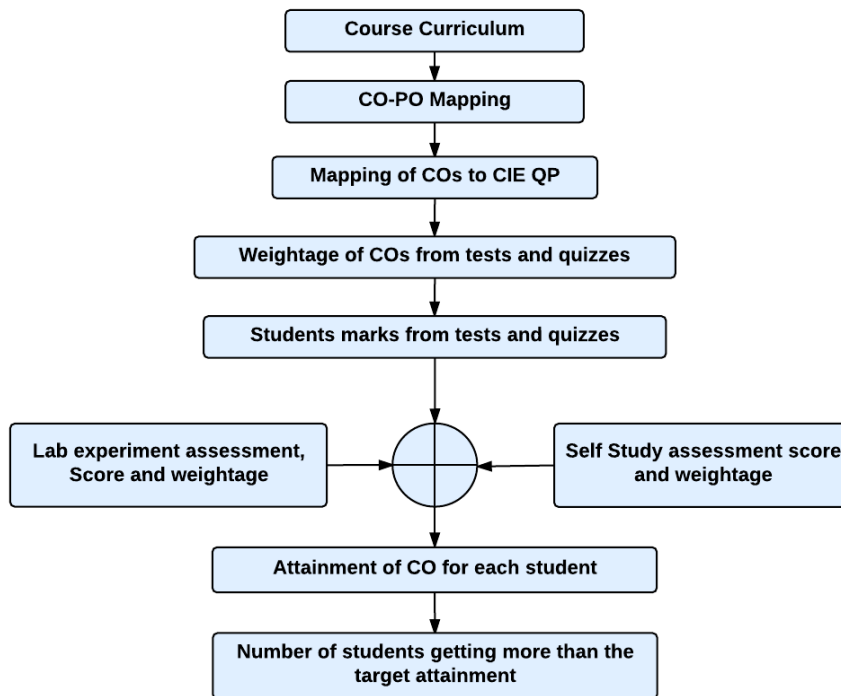 Course Curriculum
CO-PO Mapping
Mapping of COs to CIE QP
Weightage of COs from tests and quizzes
Students marks from tests and quizzes
Lab experiment assessment,
Score and weightage
Self Study assessment score
and weightage
Attainment of CO for each student
Number of students getting more than the
target attainment